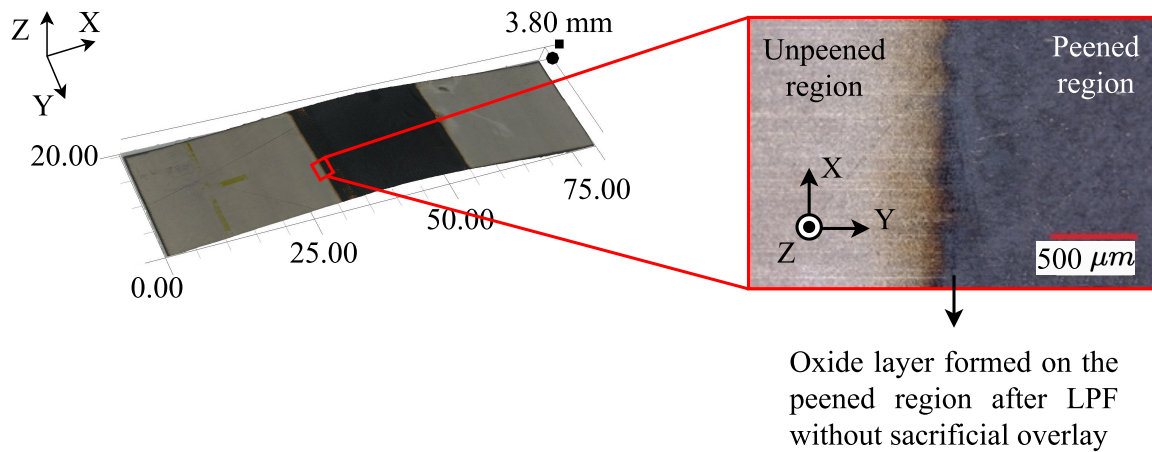 Z
X
Y
3.80 mm
20.00
0.00
25.00
50.00
75.00
Unpeened
region
Peened
region
X
Y
Z
500 μm
Oxide layer formed on the
peened region after LPF
without sacrificial overlay